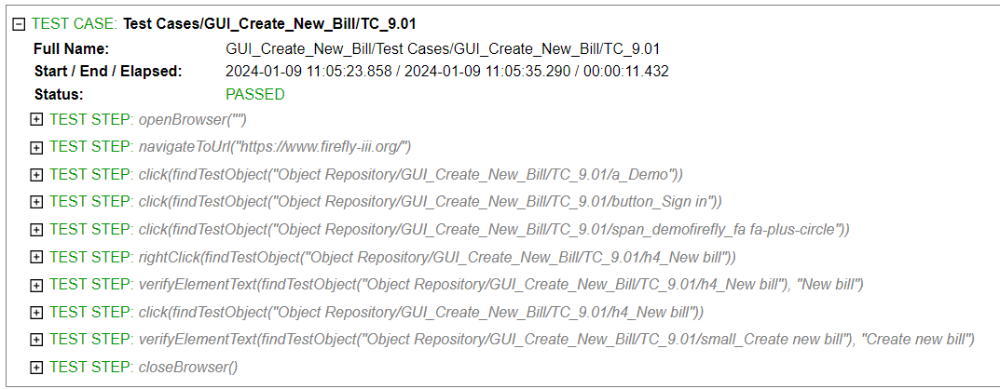 TEST CASE: Test Cases/GUI_Create_New_Bill/TC_9.01
Full Name: GUI_Create_New_Bill/Test Cases/GUI_Create_New_Bill/TC_9.01
Start / End / Elapsed: 2024-01-09 11:05:23.858 / 2024-01-09 11:05:35.290 / 00:00:11.432
Status: PASSED
TEST STEP: openBrowser("")
TEST STEP: navigateToUrl("https://www.firefly-iii.org/")
TEST STEP: click(findTestObject("Object Repository/GUI_Create_New_Bill/TC_9.01/a_Demo"))
TEST STEP: click(findTestObject("Object Repository/GUI_Create_New_Bill/TC_9.01/button_Sign in"))
TEST STEP: click(findTestObject("Object Repository/GUI_Create_New_Bill/TC_9.01/span_demofirefly_fa fa-plus-circle"))
TEST STEP: rightClick(findTestObject("Object Repository/GUI_Create_New_Bill/TC_9.01/h4_New bill"))
TEST STEP: verifyElementText(findTestObject("Object Repository/GUI_Create_New_Bill/TC_9.01/h4_New bill"), "New bill")
TEST STEP: click(findTestObject("Object Repository/GUI_Create_New_Bill/TC_9.01/h4_New bill"))
TEST STEP: verifyElementText(findTestObject("Object Repository/GUI_Create_New_Bill/TC_9.01/small_Create new bill"), "Create new bill")
TEST STEP: closeBrowser()